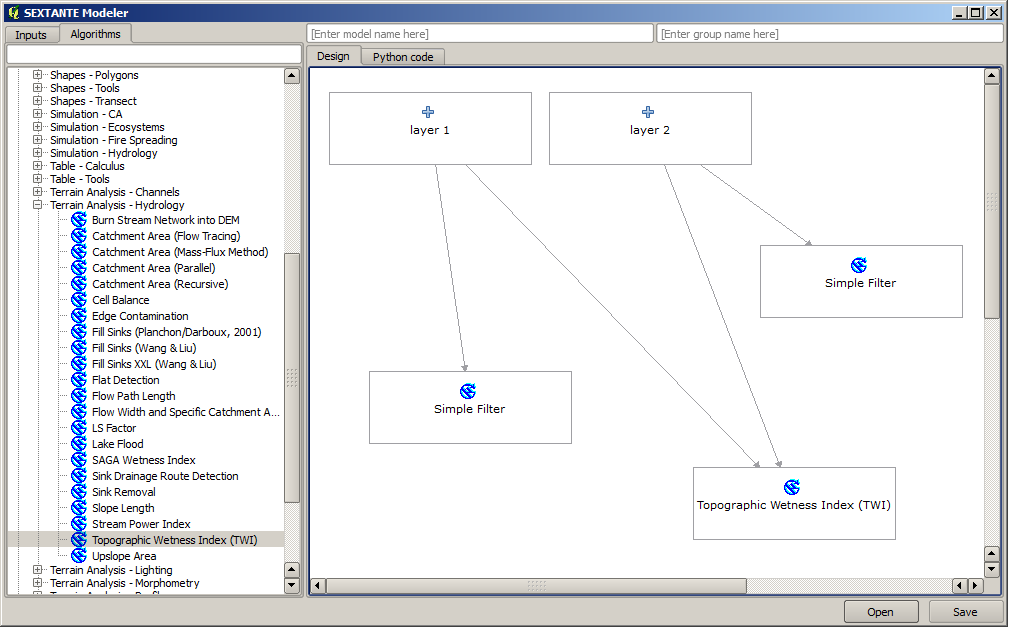 SEXTANTE Modeler
Inputs
Algorithms
[Enter model name here]
[Enter group name here]
Design
Python code
Shapes - Polygons
Shapes - Tools
Shapes - Transect
Simulation - CA
Simulation - Ecosystems
Simulation - Fire Spreading
Simulation - Hydrology
Table - Calculus
Table - Tools
Terrain Analysis - Channels
Terrain Analysis - Hydrology
Burn Stream Network into DEM
Catchment Area (Flow Tracing)
Catchment Area (Mass-Flux Method)
Catchment Area (Parallel)
Catchment Area (Recursive)
Cell Balance
Edge Contamination
Fill Sinks (Planchon/Darboux, 2001)
Fill Sinks (Wang & Liu)
Fill Sinks XXL (Wang & Liu)
Flat Detection
Flow Path Length
Flow Width and Specific Catchment A...
LS Factor
Lake Flood
SAGA Wetness Index
Sink Drainage Route Detection
Sink Removal
Slope Length
Stream Power Index
Topographic Wetness Index (TWI)
Upslope Area
Terrain Analysis - Lighting
Terrain Analysis - Morphometry
layer 1
layer 2
Simple Filter
Simple Filter
Topographic Wetness Index (TWI)
Open
Save